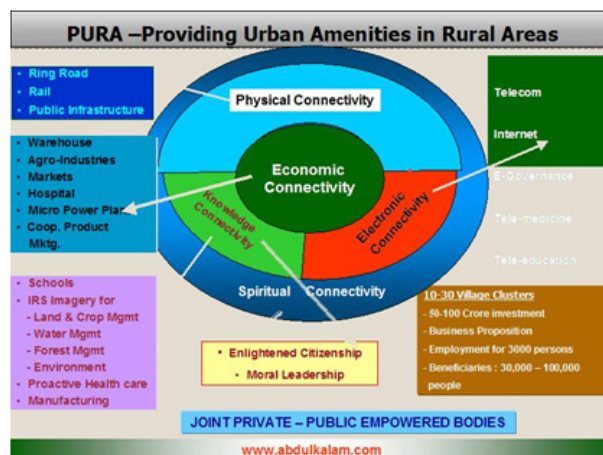 PURA –Providing Urban Amenities in Rural Areas
• Ring Road
• Rail
• Public Infrastructure
Physical Connectivity
Telecom
Internet
E-Governance
Tele-medicine
Tele-education
• Warehouse
• Agro-Industries
• Markets
• Hospital
• Micro Power Plan
• Coop. Product
Mktg.
Economic
Connectivity
Knowledge
Connectivity
Electronic
Connectivity
Spiritual Connectivity
• Schools
• IRS Imagery for
- Land & Crop Mgmt
- Water Mgmt
- Forest Mgmt
- Environment
• Proactive Health care
• Manufacturing
• Enlightened Citizenship
• Moral Leadership
10-30 Village Clusters
- 50-100 Crore investment
- Business Proposition
- Employment for 3000 persons
- Beneficiaries : 30,000 – 100,000
people
JOINT PRIVATE – PUBLIC EMPOWERED BODIES
www.abdulkalam.com